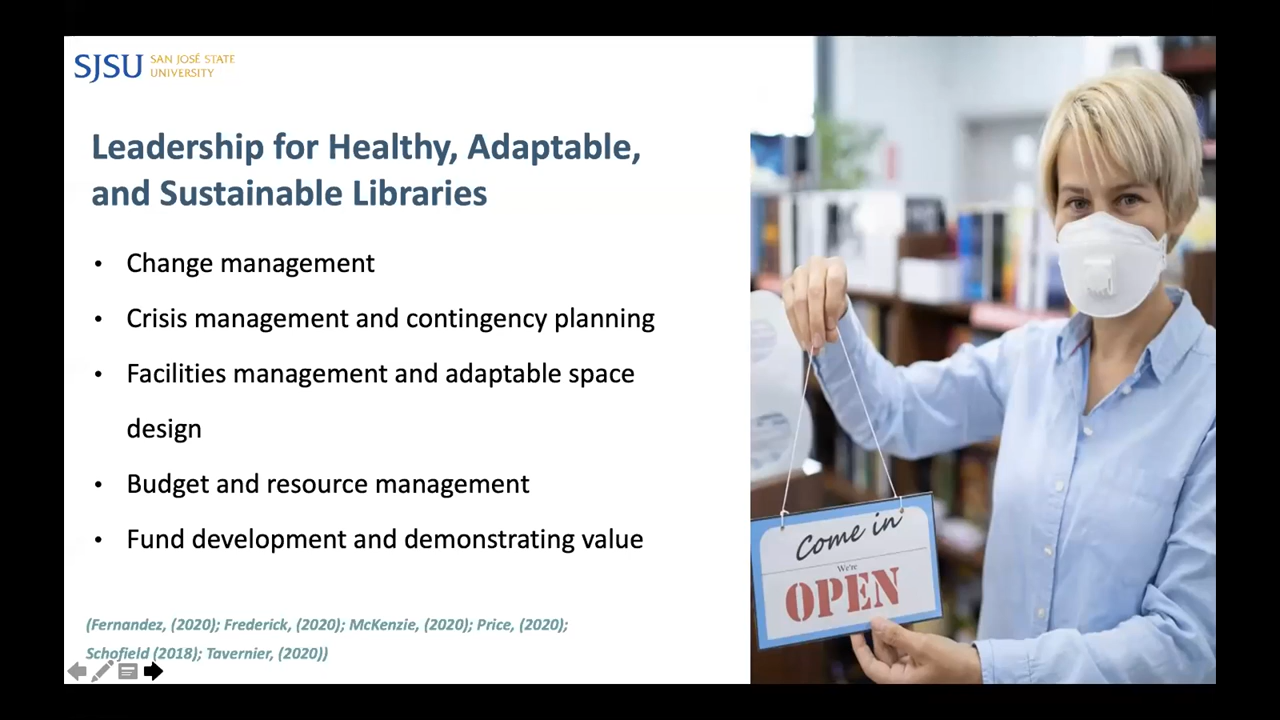 SJSU SAN JOSÉ STATE
UNIVERSITY
Leadership for Healthy, Adaptable,
and Sustainable Libraries
• Change management
• Crisis management and contingency planning
• Facilities management and adaptable space
design
• Budget and resource management
• Fund development and demonstrating value
(Fernandez, (2020); Frederick, (2020); McKenzie, (2020); Price, (2020);
Schofield (2018); Tavernier, (2020))
Come in
We're
OPEN